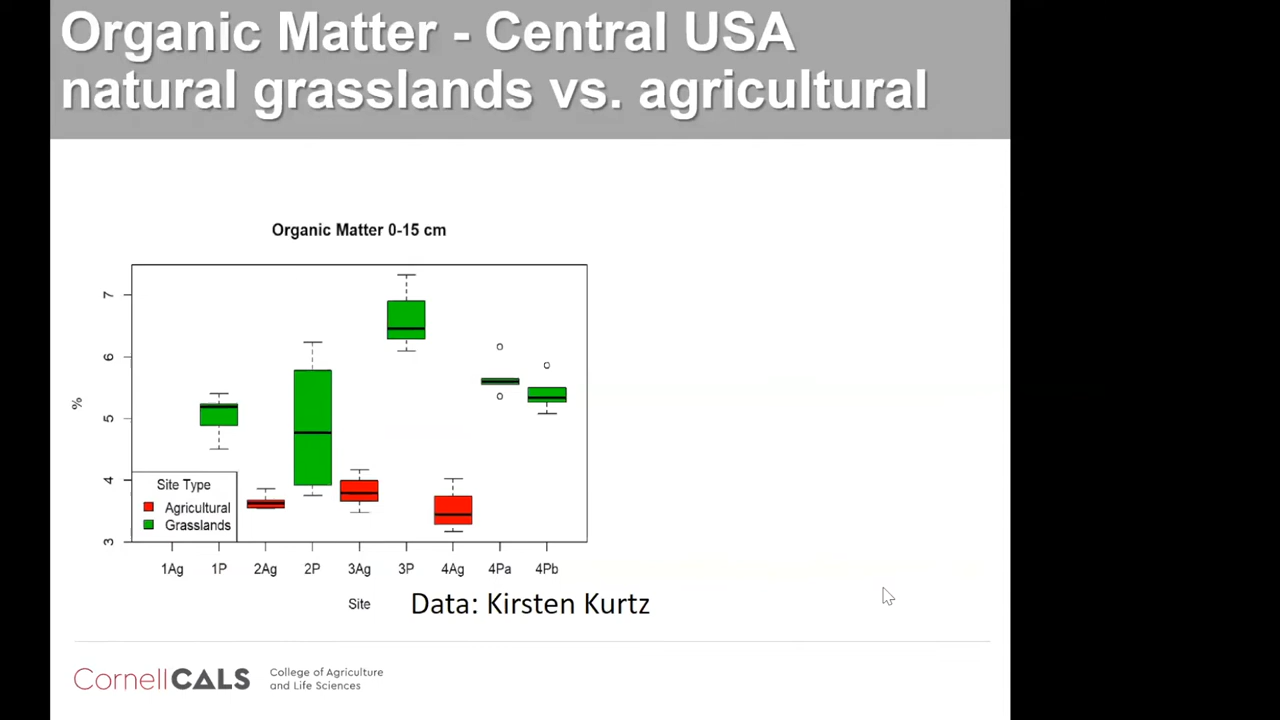 Organic Matter - Central USA
natural grasslands vs. agricultural
Organic Matter 0-15 cm
%
7
6
5
4
3
Site Type
Agricultural
Grasslands
1Ag 1P 2Ag 2P 3Ag 3P 4Ag 4Pa 4Pb
Site
Data: Kirsten Kurtz
CornellCALS
College of Agriculture
and Life Sciences